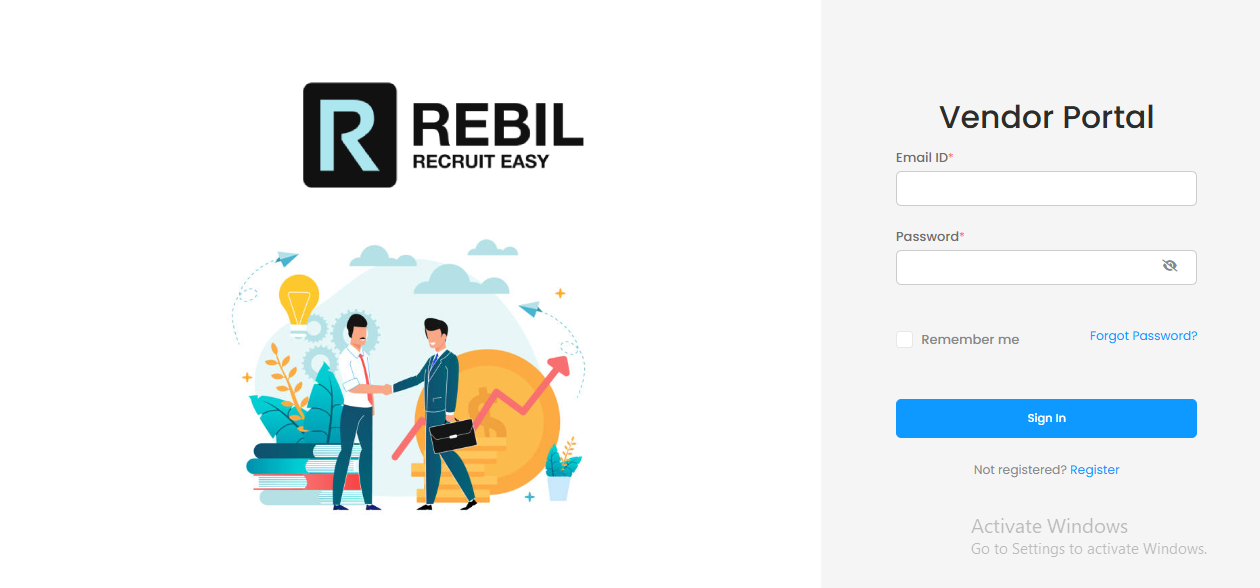 R
REBIL
RECRUIT EASY
Vendor Portal
Email ID*
Password*
Remember me
Forgot Password?
Sign In
Not registered? Register
Activate Windows
Go to Settings to activate Windows.